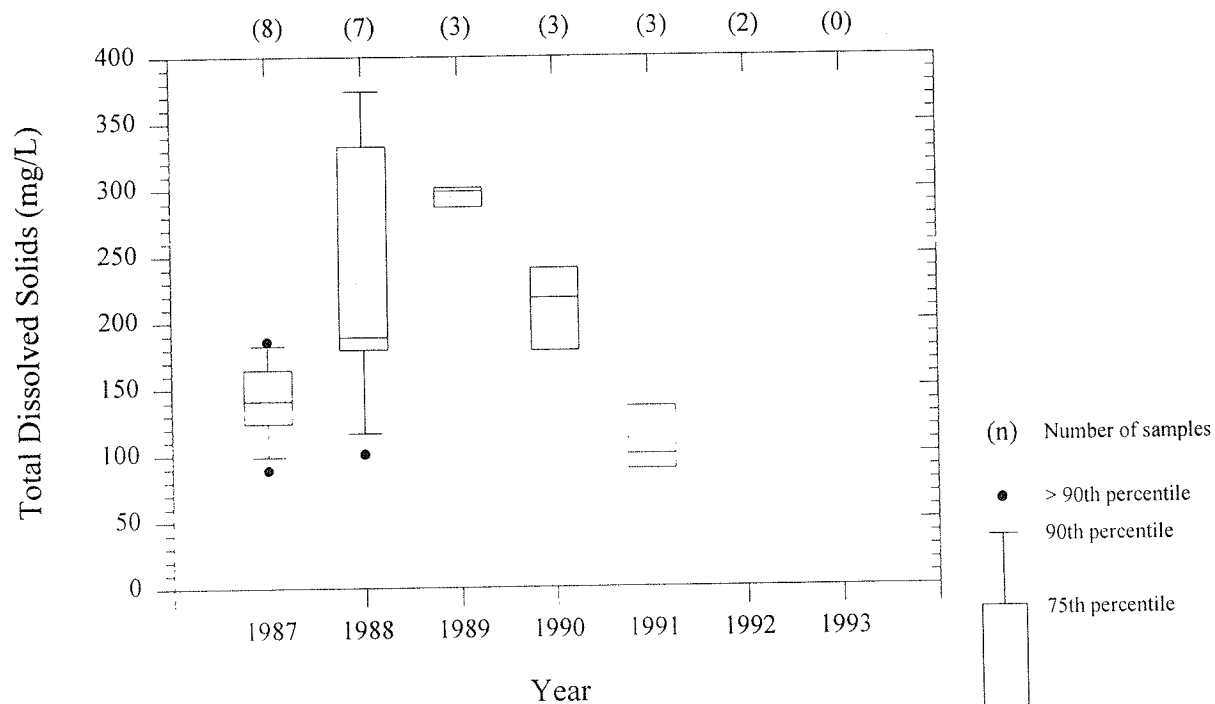 (8) (7) (3) (3) (3) (2) (0)
400
350
300
250
200
150
100
50
0
Total Dissolved Solids (mg/L)
1987 1988 1989 1990 1991 1992 1993
Year
(n) Number of samples
> 90th percentile
90th percentile
75th percentile